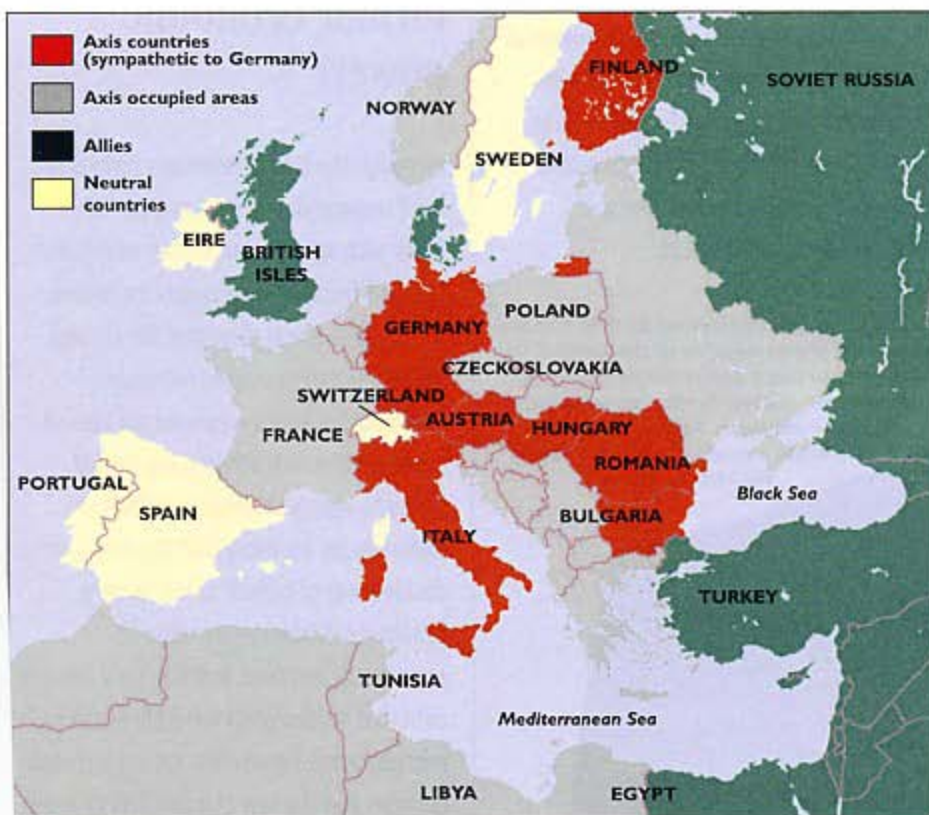 Axis countries
(sympathetic to Germany)
Axis occupied areas
Allies
Neutral
countries
FINLAND
SOVIET RUSSIA
NORWAY
SWEDEN
EIRE
BRITISH
ISLES
POLAND
GERMANY
CZECKOSLOVAKIA
SWITZERLAND
AUSTRIA
HUNGARY
FRANCE
ROMANIA
PORTUGAL
SPAIN
Black Sea
BULGARIA
ITALY
TURKEY
TUNISIA
Mediterranean Sea
LIBYA
EGYPT